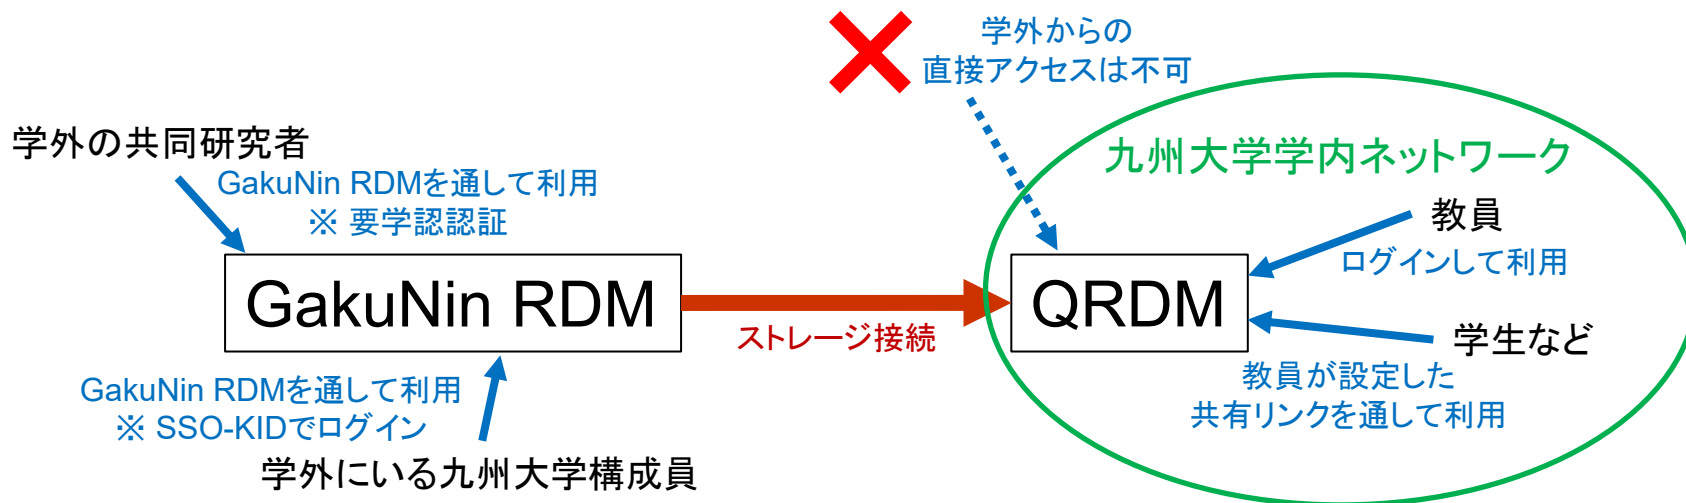 学外からの
直接アクセスは不可
学外の共同研究者
GakuNin RDMを通して利用
※ 要学認認証
九州大学学内ネットワーク
教員
ログインして利用
GakuNin RDM
ストレージ接続
QRDM
学生など
教員が設定した
共有リンクを通して利用
GakuNin RDMを通して利用
※ SSO-KIDでログイン
学外にいる九州大学構成員